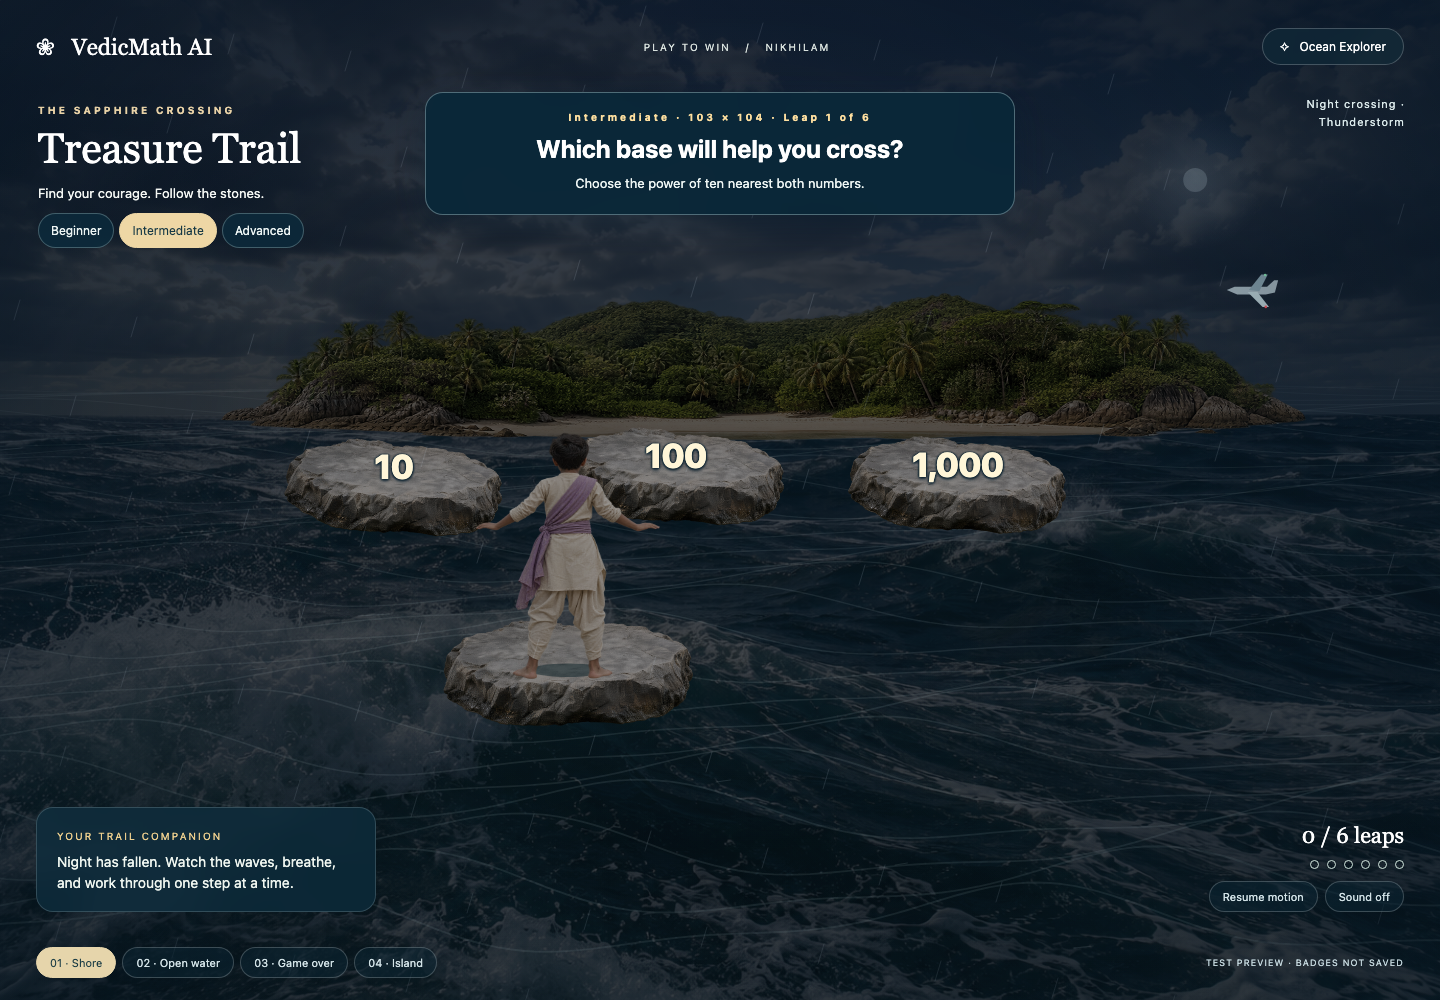 VedicMath AI
PLAY TO WIN / NIKHILAM
Ocean Explorer
THE SAPPHIRE CROSSING
Treasure Trail
Find your courage. Follow the stones.
Beginner
Intermediate
Advanced
Intermediate · 103 × 104 · Leap 1 of 6
Which base will help you cross?
Choose the power of ten nearest both numbers.
Night crossing ·
Thunderstorm
10
100
1,000
YOUR TRAIL COMPANION
Night has fallen. Watch the waves, breathe,
and work through one step at a time.
0 / 6 leaps
Resume motion
Sound off
01 · Shore
02 · Open water
03 · Game over
04 · Island
TEST PREVIEW · BADGES NOT SAVED